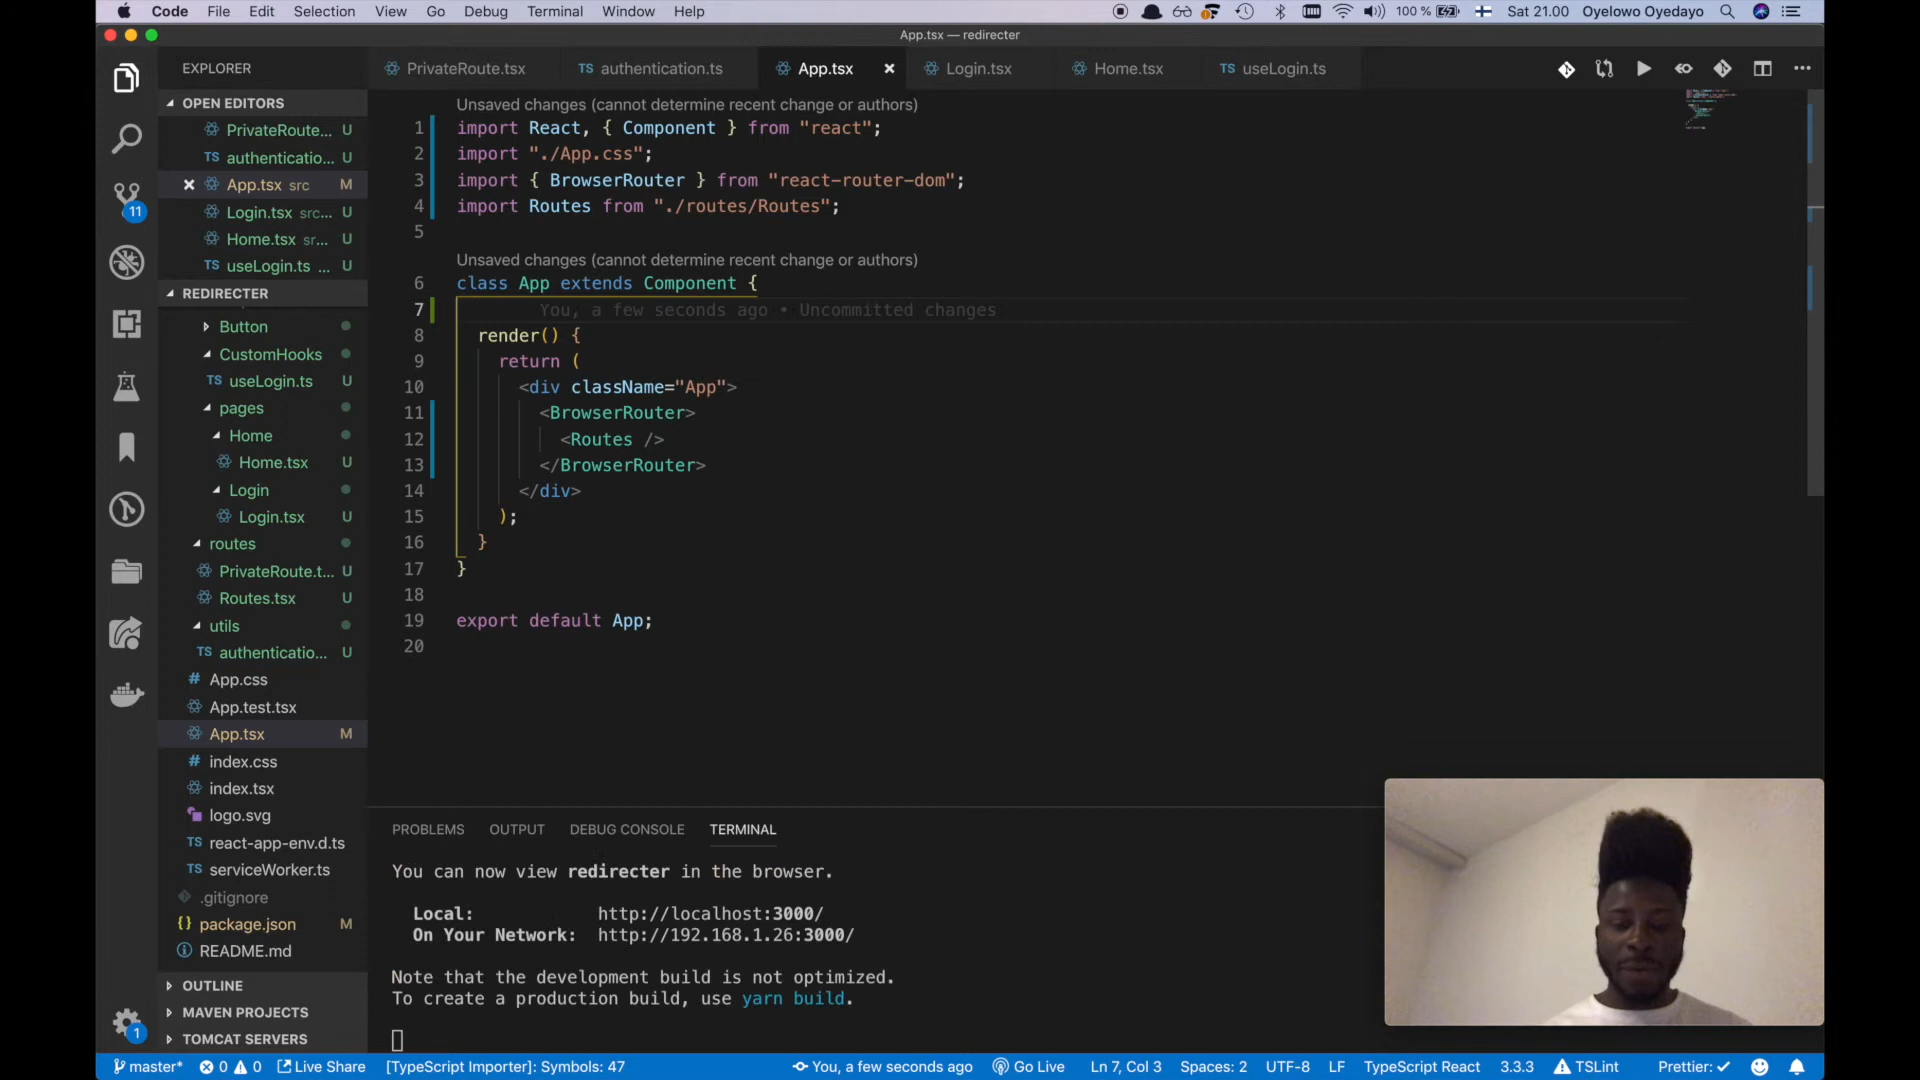 Code File Edit Selection View Go Debug Terminal Window Help 100 % Sat 21.00 Oyelowo Oyedayo
App.tsx — redirecter
EXPLORER
PrivateRoute.tsx TS authentication.ts App.tsx Login.tsx Home.tsx TS useLogin.ts
OPEN EDITORS
PrivateRoute... U
TS authenticatio... U
App.tsx src M
Login.tsx src... U
Home.tsx sr... U
TS useLogin.ts ... U
REDIRECTER
Button
CustomHooks
TS useLogin.ts U
pages
Home
Home.tsx U
Login
Login.tsx U
routes
PrivateRoute.t... U
Routes.tsx U
utils
TS authenticatio... U
# App.css
App.test.tsx
App.tsx M
# index.css
index.tsx
logo.svg
TS react-app-env.d.ts
TS serviceWorker.ts
.gitignore
{} package.json M
README.md
OUTLINE
MAVEN PROJECTS
TOMCAT SERVERS
11
1
Unsaved changes (cannot determine recent change or authors)
1 import React, { Component } from "react";
2 import "./App.css";
3 import { BrowserRouter } from "react-router-dom";
4 import Routes from "./routes/Routes";
5
Unsaved changes (cannot determine recent change or authors)
6 class App extends Component {
7 You, a few seconds ago • Uncommitted changes
8 render() {
9 return (
10 <div className="App">
11 <BrowserRouter>
12 <Routes />
13 </BrowserRouter>
14 </div>
15 );
16 }
17 }
18
19 export default App;
20
PROBLEMS OUTPUT DEBUG CONSOLE TERMINAL
You can now view redirecter in the browser.
Local: http://localhost:3000/
On Your Network: http://192.168.1.26:3000/
Note that the development build is not optimized.
To create a production build, use yarn build.
master* 0 0 Live Share [TypeScript Importer]: Symbols: 47 You, a few seconds ago Go Live Ln 7, Col 3 Spaces: 2 UTF-8 LF TypeScript React 3.3.3 TSLint Prettier: ✓